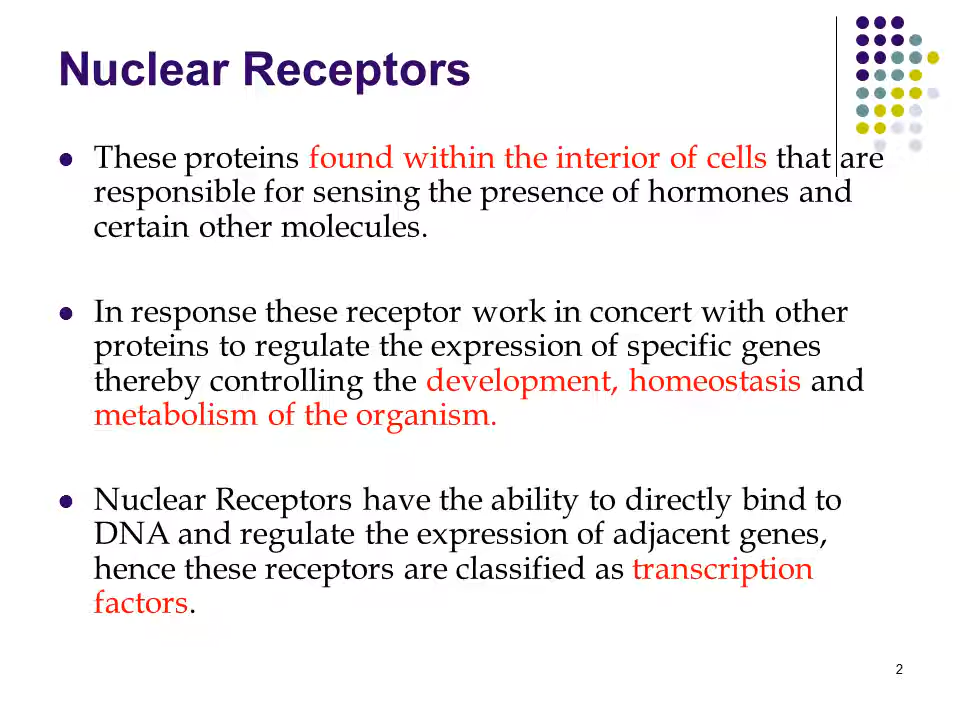 Nuclear Receptors
These proteins found within the interior of cells that are
responsible for sensing the presence of hormones and
certain other molecules.
In response these receptor work in concert with other
proteins to regulate the expression of specific genes
thereby controlling the development, homeostasis and
metabolism of the organism.
Nuclear Receptors have the ability to directly bind to
DNA and regulate the expression of adjacent genes,
hence these receptors are classified as transcription
factors.
2